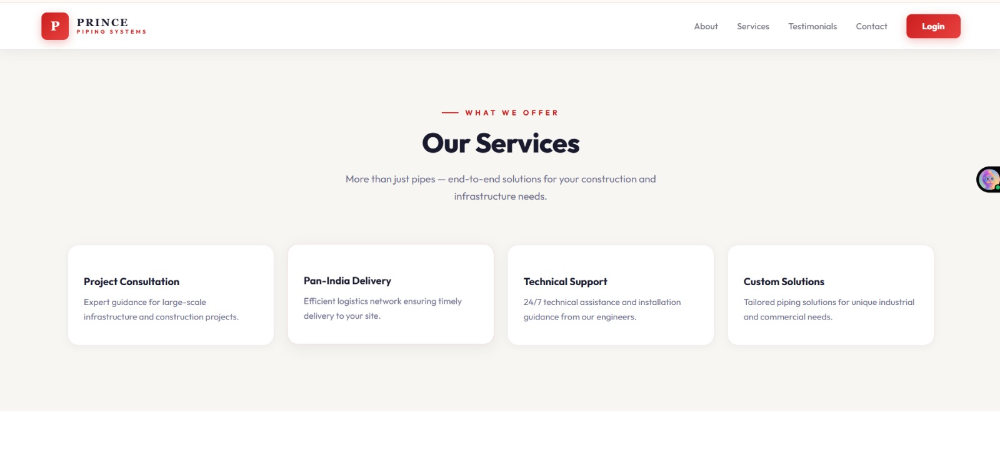 P
PRINCE
PIPING SYSTEMS
About
Services
Testimonials
Contact
Login
WHAT WE OFFER
Our Services
More than just pipes — end-to-end solutions for your construction and
infrastructure needs.
Project Consultation
Expert guidance for large-scale
infrastructure and construction projects.
Pan-India Delivery
Efficient logistics network ensuring timely
delivery to your site.
Technical Support
24/7 technical assistance and installation
guidance from our engineers.
Custom Solutions
Tailored piping solutions for unique industrial
and commercial needs.